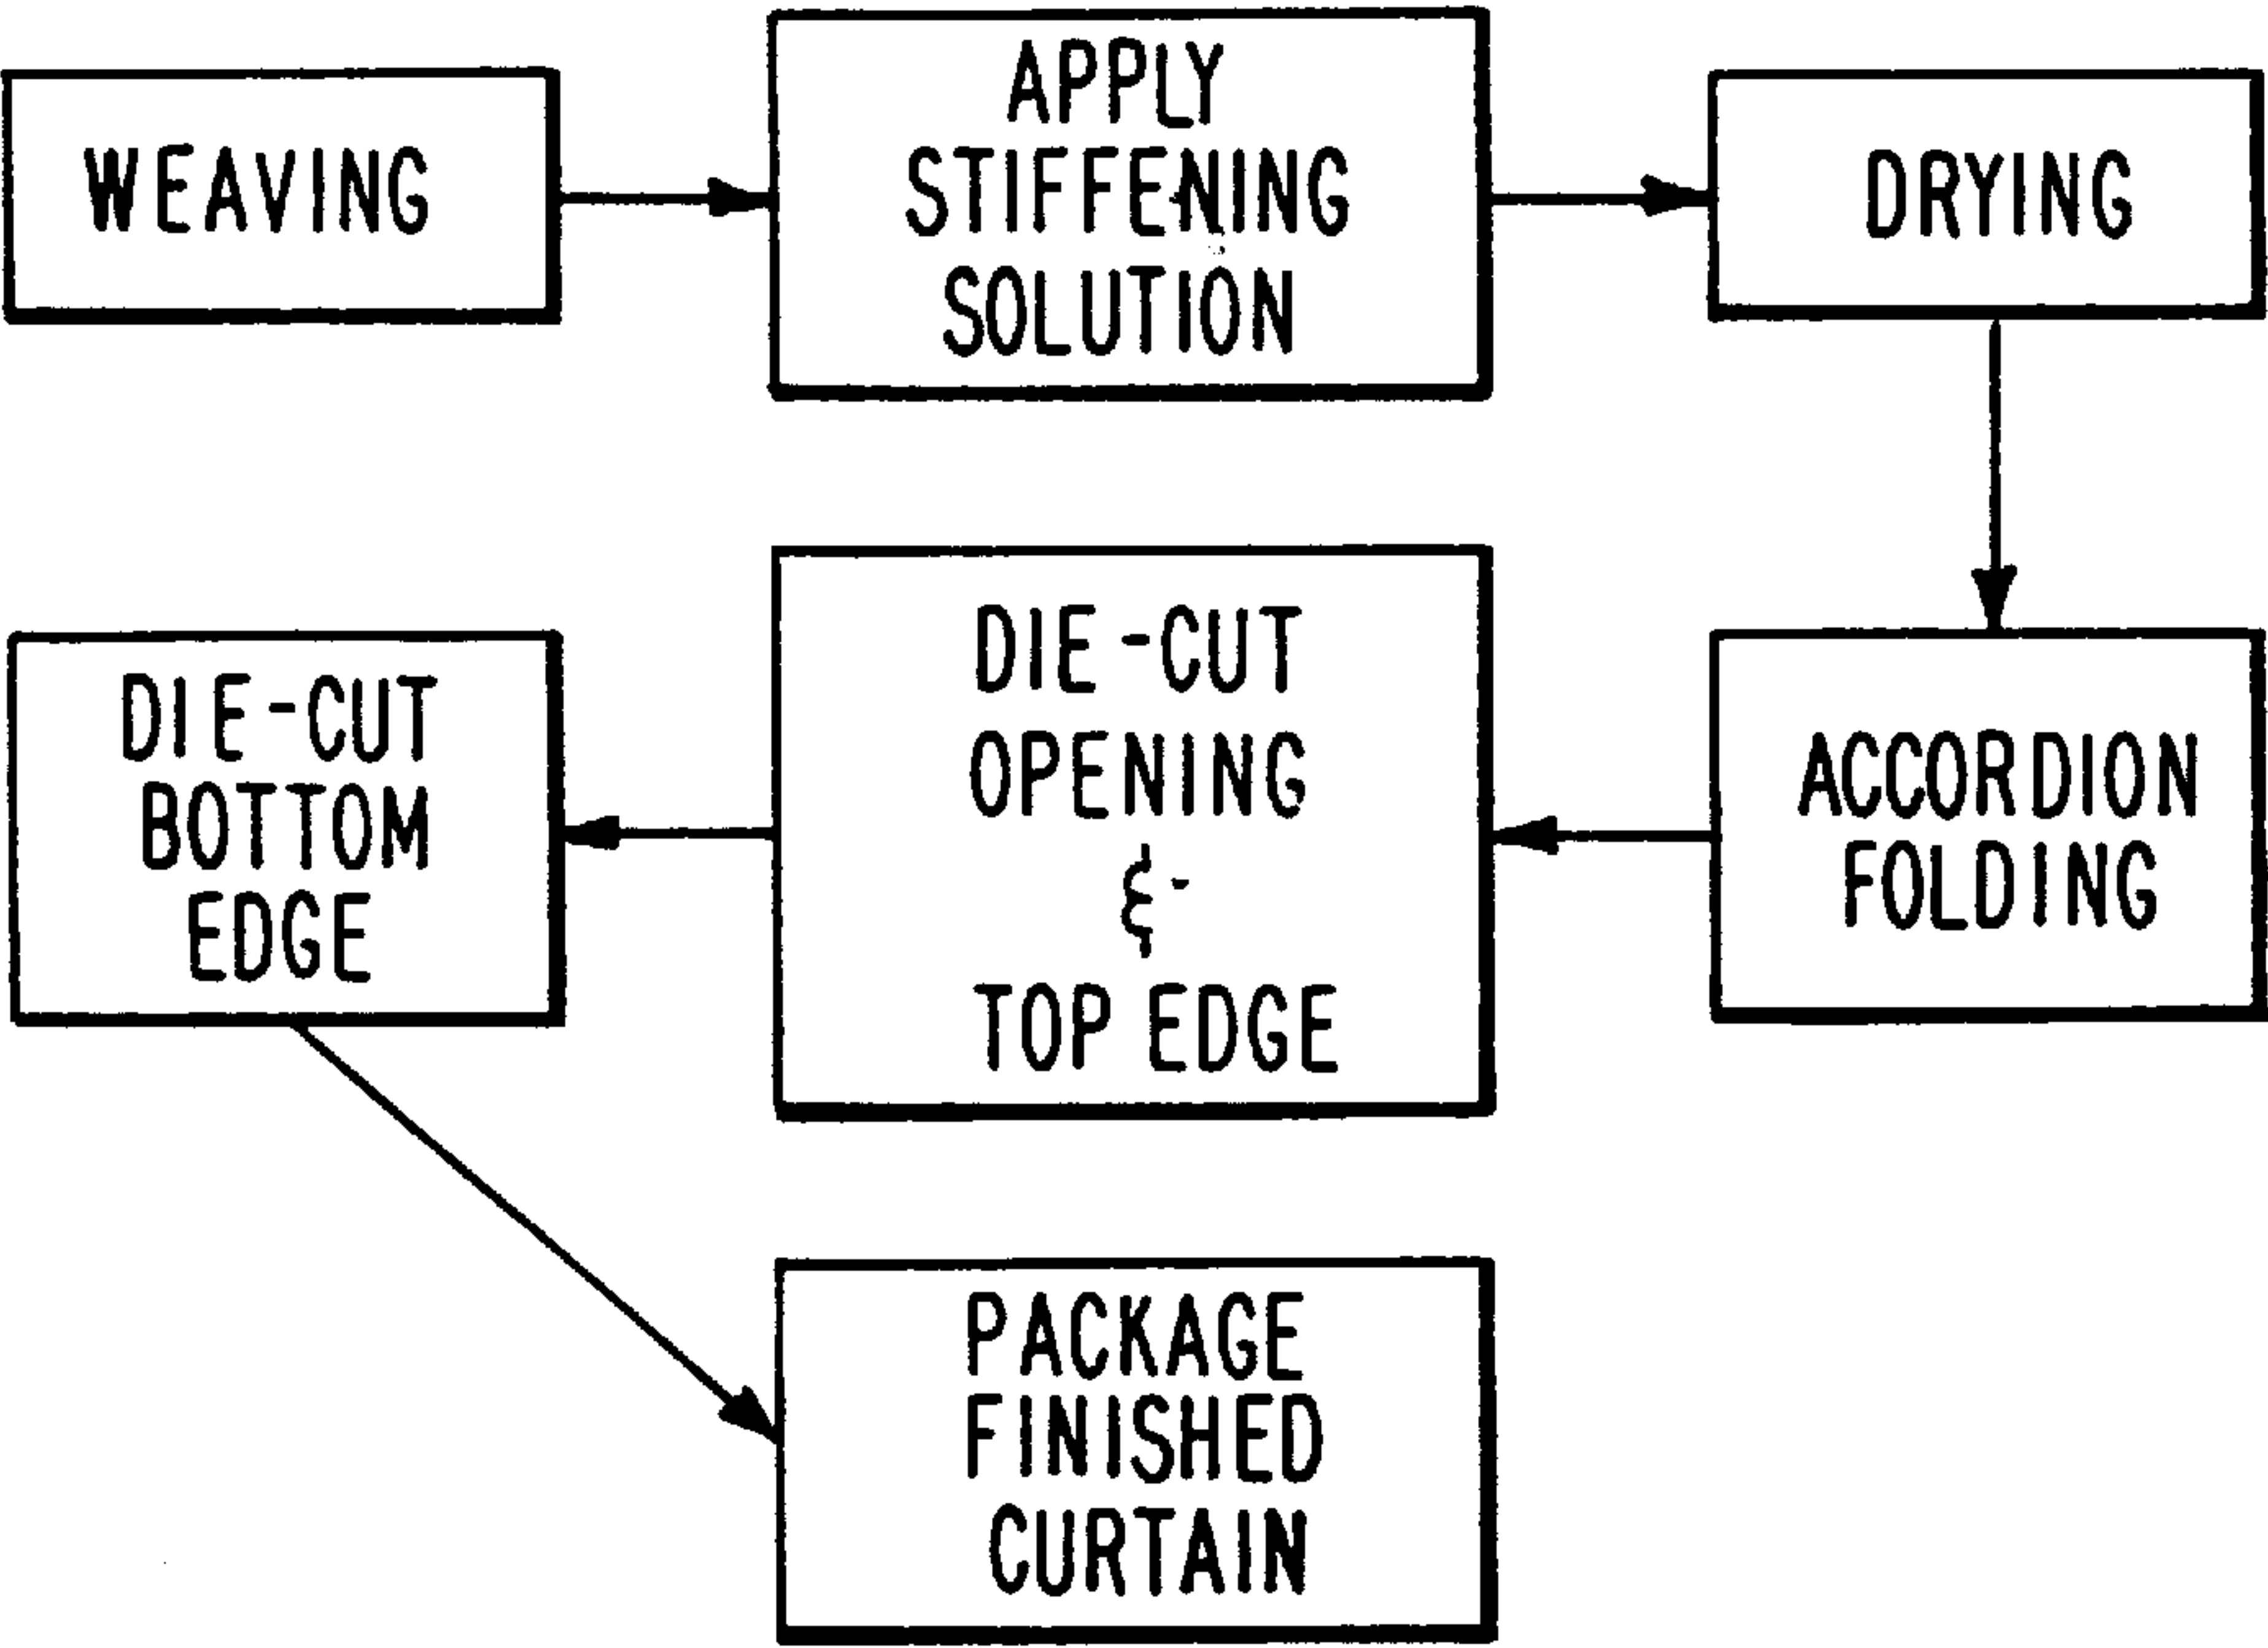 WEAVING
APPLY
STIFFENING
SOLUTION
DRYING
ACCORDION
FOLDING
DIE-CUT
OPENING
&
TOP EDGE
DIE-CUT
BOTTOM
EDGE
PACKAGE
FINISHED
CURTAIN